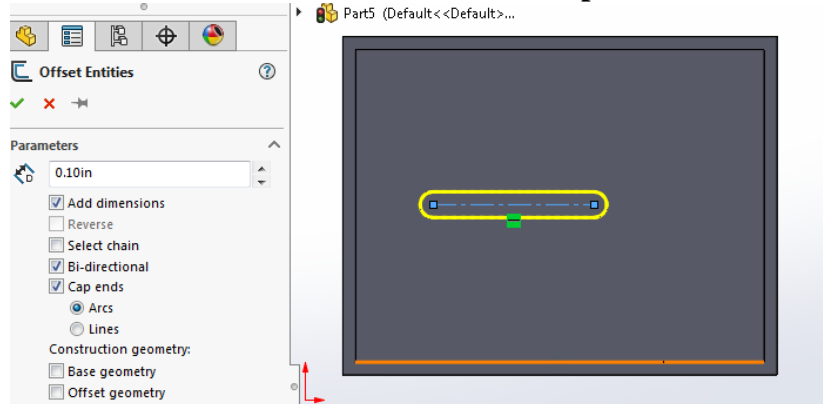 Part5 (Default<<Default>...
Offset Entities
Parameters
D
0.10in
Add dimensions
Reverse
Select chain
Bi-directional
Cap ends
Arcs
Lines
Construction geometry:
Base geometry
Offset geometry